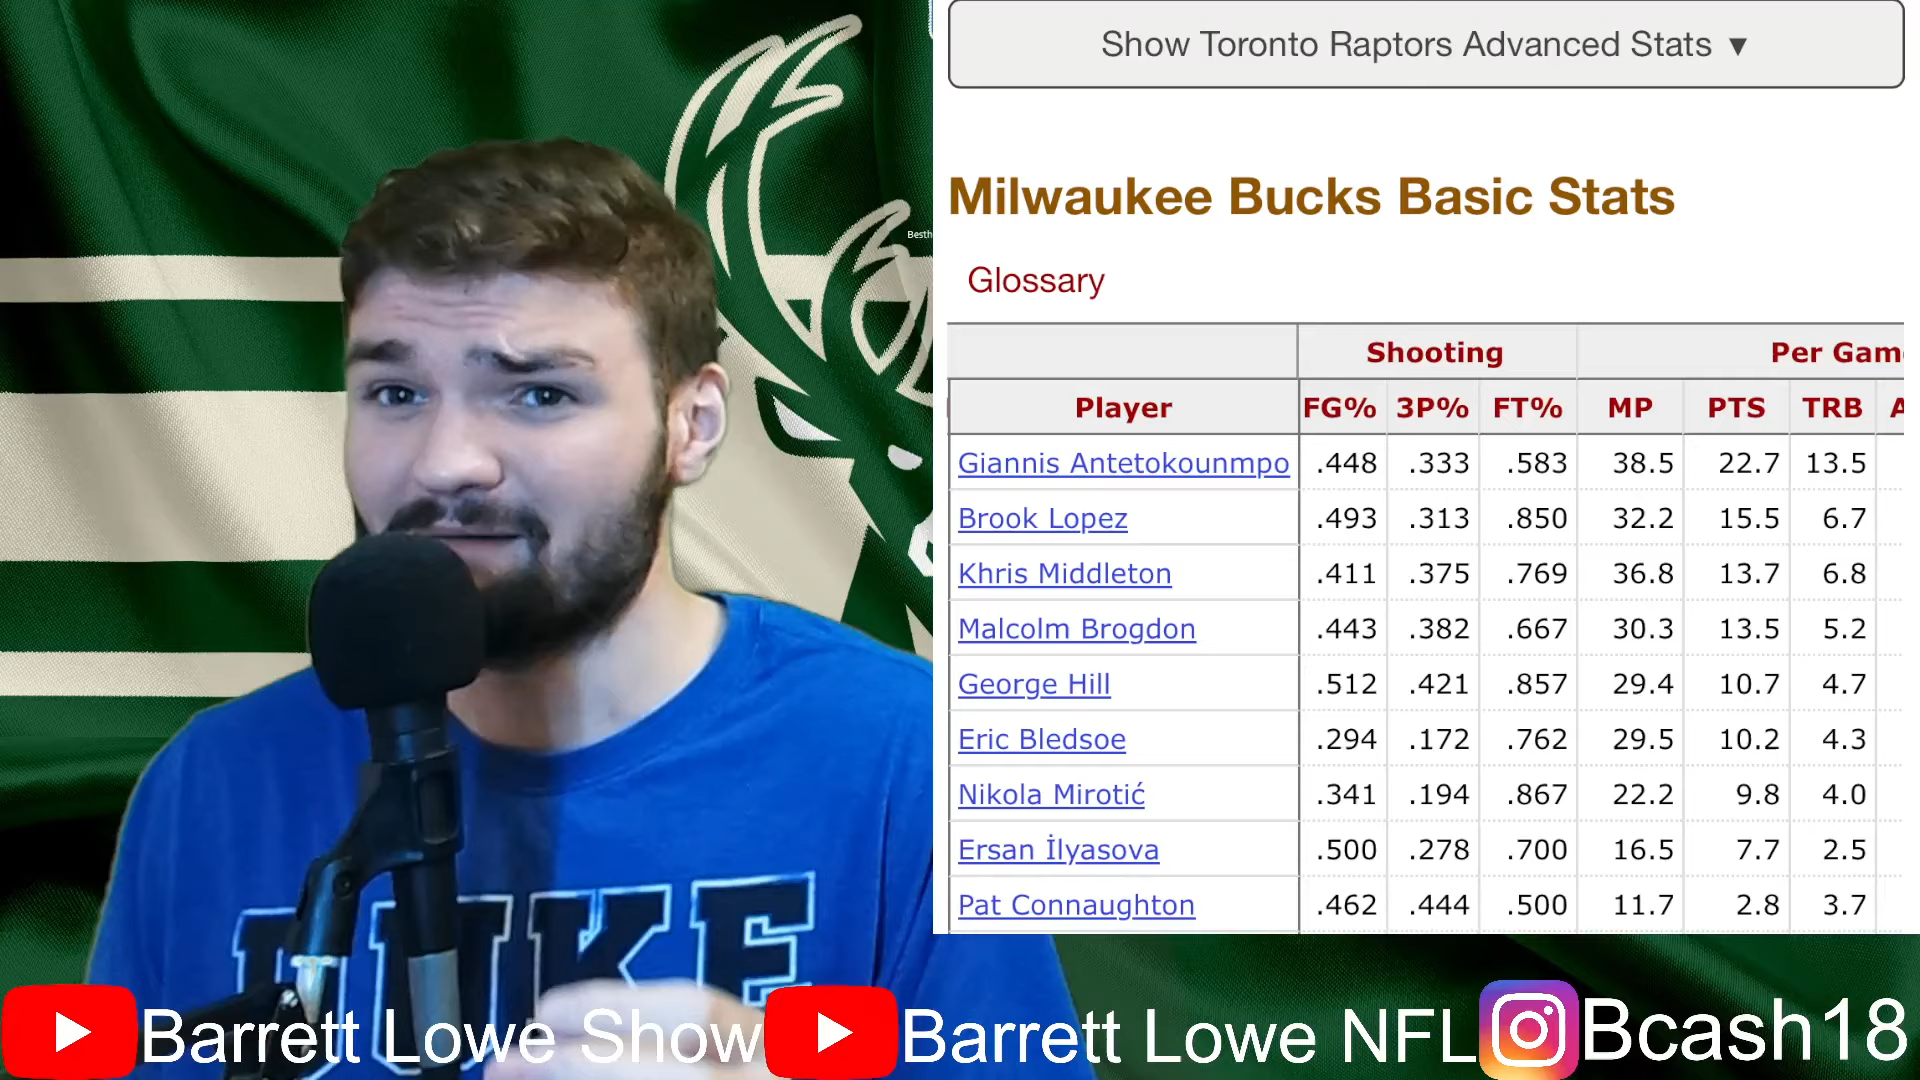 Show Toronto Raptors Advanced Stats ▼
Milwaukee Bucks Basic Stats
Glossary
Shooting Per Gam
Player FG% 3P% FT% MP PTS TRB
Giannis Antetokounmpo .448 .333 .583 38.5 22.7 13.5
Brook Lopez .493 .313 .850 32.2 15.5 6.7
Khris Middleton .411 .375 .769 36.8 13.7 6.8
Malcolm Brogdon .443 .382 .667 30.3 13.5 5.2
George Hill .512 .421 .857 29.4 10.7 4.7
Eric Bledsoe .294 .172 .762 29.5 10.2 4.3
Nikola Mirotić .341 .194 .867 22.2 9.8 4.0
Ersan İlyasova .500 .278 .700 16.5 7.7 2.5
Pat Connaughton .462 .444 .500 11.7 2.8 3.7
Besth
DUKE
Barrett Lowe Show Barrett Lowe NFL Bcash18